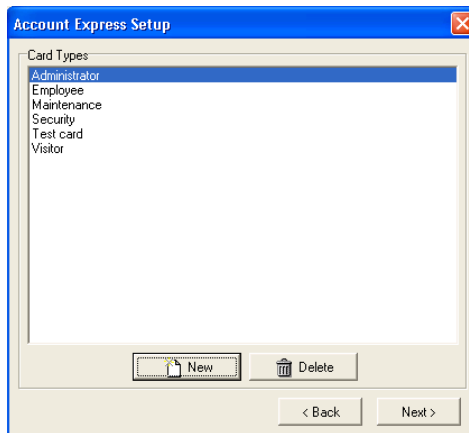 Account Express Setup
Card Types
Administrator
Employee
Maintenance
Security
Test card
Visitor
New
Delete
< Back
Next >